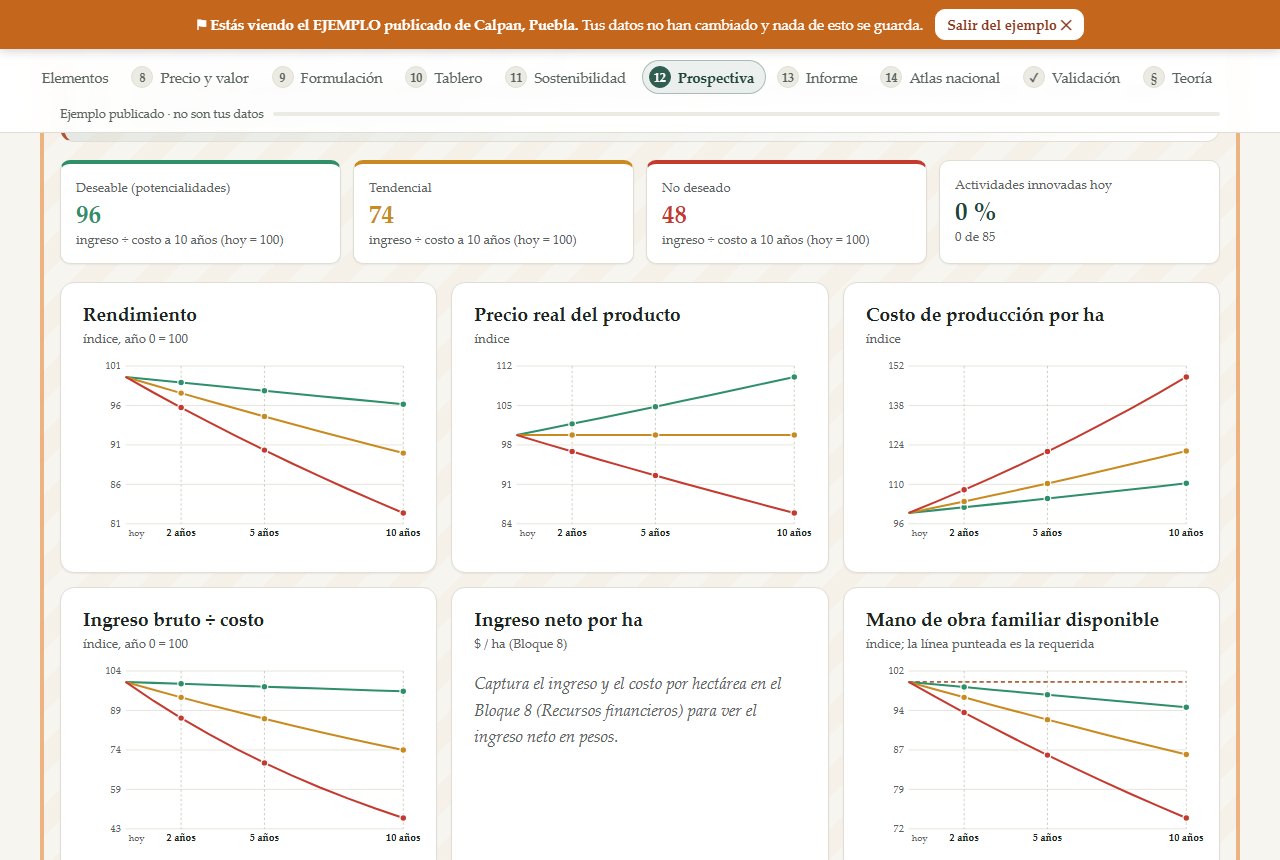 ⚑ Estás viendo el EJEMPLO publicado de Calpan, Puebla. Tus datos no han cambiado y nada de esto se guarda. Salir del ejemplo ✕
Elementos 8 Precio y valor 9 Formulación 10 Tablero 11 Sostenibilidad 12 Prospectiva 13 Informe 14 Atlas nacional ✓ Validación § Teoría
Ejemplo publicado · no son tus datos
Deseable (potencialidades)
96
ingreso ÷ costo a 10 años (hoy = 100)
Tendencial
74
ingreso ÷ costo a 10 años (hoy = 100)
No deseado
48
ingreso ÷ costo a 10 años (hoy = 100)
Actividades innovadas hoy
0 %
0 de 85
Rendimiento
índice, año 0 = 100
101
96
91
86
81
hoy 2 años 5 años 10 años
Precio real del producto
índice
112
105
98
91
84
hoy 2 años 5 años 10 años
Costo de producción por ha
índice
152
138
124
110
96
hoy 2 años 5 años 10 años
Ingreso bruto ÷ costo
índice, año 0 = 100
104
89
74
59
43
hoy 2 años 5 años 10 años
Ingreso neto por ha
$ / ha (Bloque 8)
Captura el ingreso y el costo por hectárea en el
Bloque 8 (Recursos financieros) para ver el
ingreso neto en pesos.
Mano de obra familiar disponible
índice; la línea punteada es la requerida
102
94
87
79
72
hoy 2 años 5 años 10 años